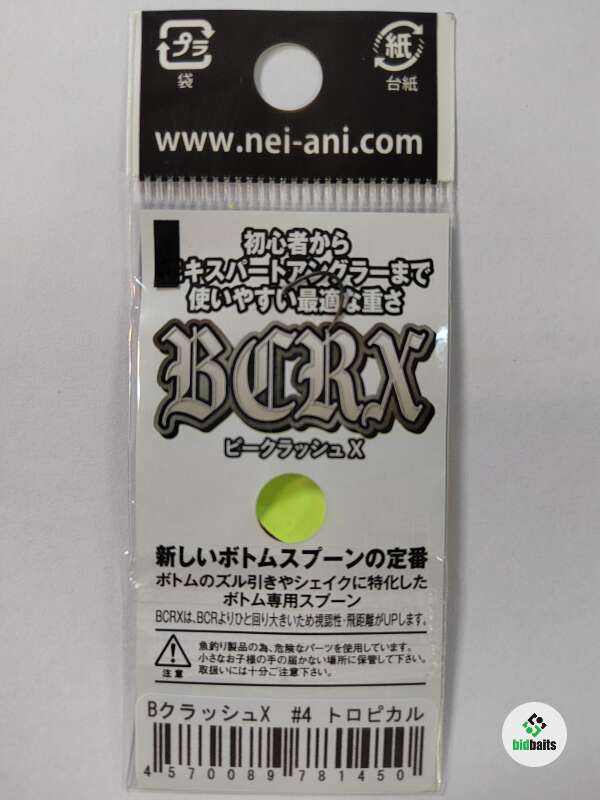 プラ
紙
袋
台紙
www.nei-ani.com
初心者から
キスパートアングラーまで
使いやすい最適な重さ
BCRX
ビークラッシュX
新しいボトムスプーンの定番
ボトムのズル引きやシェイクに特化した
ボトム専用スプーン
BCRXは、BCRよりひと回り大きいため視認性・飛距離がUPします。
魚釣り製品の為、危険なパーツを使用しています。
小さなお子様の手の届かない場所に保管して下さい。
取扱いには十分ご注意下さい。
注意
BクラッシュX #4 トロピカル
4 570089 781450
bidbaits